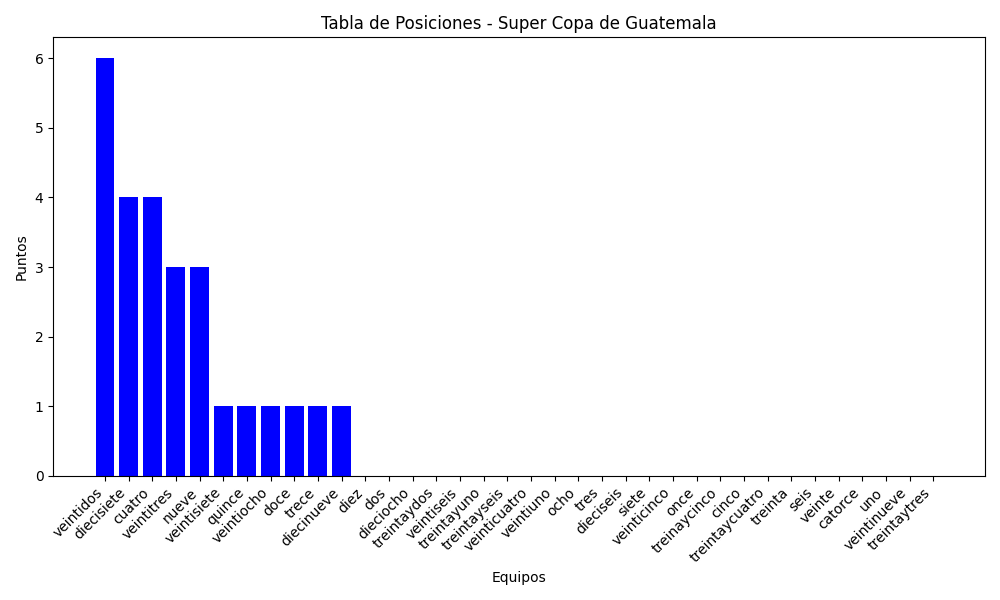 Tabla de Posiciones - Super Copa de Guatemala
6
5
4
3
2
1
0
Puntos
veintidos
diecisiete
cuatro
veintitres
nueve
veintisiete
quince
veintiocho
doce
trece
diecinueve
diez
dos
dieciocho
treintaydos
veintiseis
treintayuno
treintayseis
veinticuatro
veintiuno
ocho
tres
dieciseis
siete
veinticinco
once
treinaycinco
cinco
treintaycuatro
treinta
seis
veinte
catorce
uno
veintinueve
treintaytres
Equipos